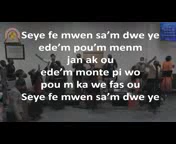 Seye fe mwen sa'm dwe ye
ede'm pou'm menm
jan ak ou
ede'm monte pi wo
pou m ka we fas ou
Seye fe mwen sa'm dwe ye